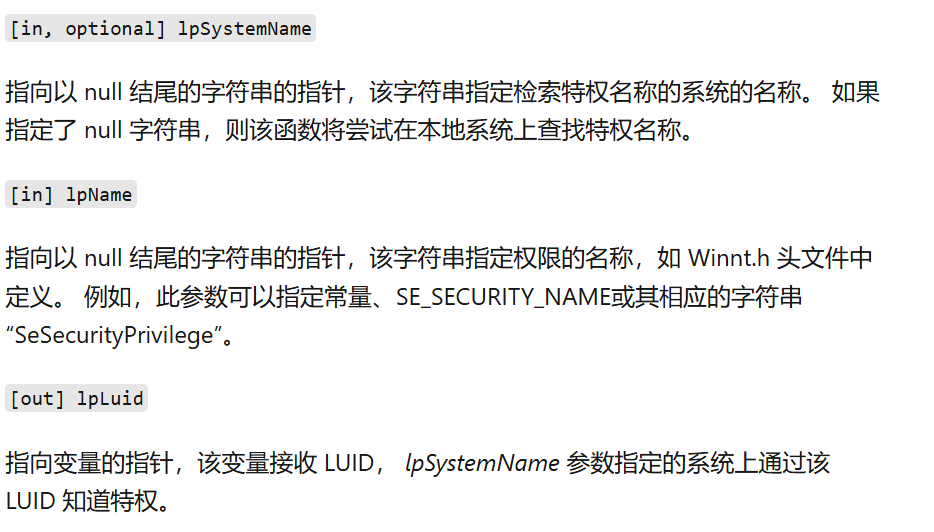 [in, optional] lpSystemName
指向以 null 结尾的字符串的指针，该字符串指定检索特权名称的系统的名称。 如果
指定了 null 字符串，则该函数将尝试在本地系统上查找特权名称。
[in] lpName
指向以 null 结尾的字符串的指针，该字符串指定权限的名称，如 Winnt.h 头文件中
定义。 例如，此参数可以指定常量、SE_SECURITY_NAME或其相应的字符串
“SeSecurityPrivilege”。
[out] lpLuid
指向变量的指针，该变量接收 LUID， lpSystemName 参数指定的系统上通过该
LUID 知道特权。